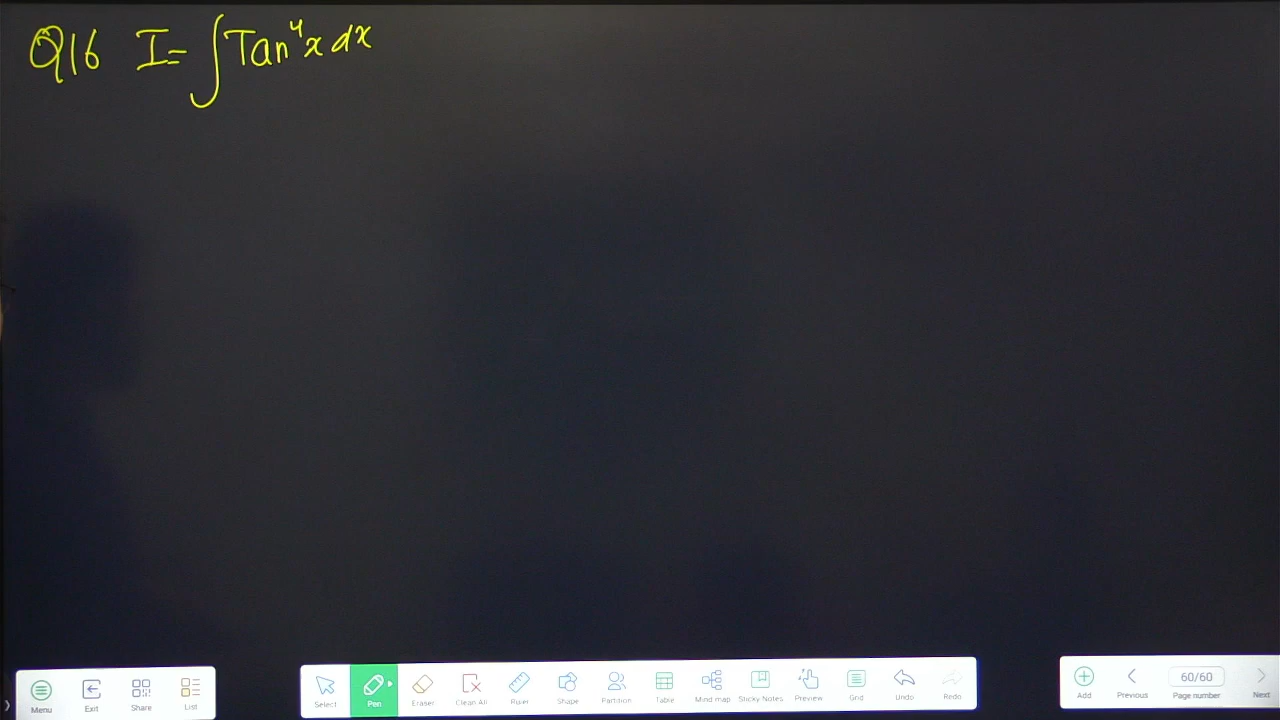 Q16 I= ∫Tan⁴x dx
Menu Exit Share List
Select Pen Eraser Clean All Ruler Shape Partition Table Mind map Sticky Notes Preview Grid Undo Redo
Add Previous 60/60 Page number Next